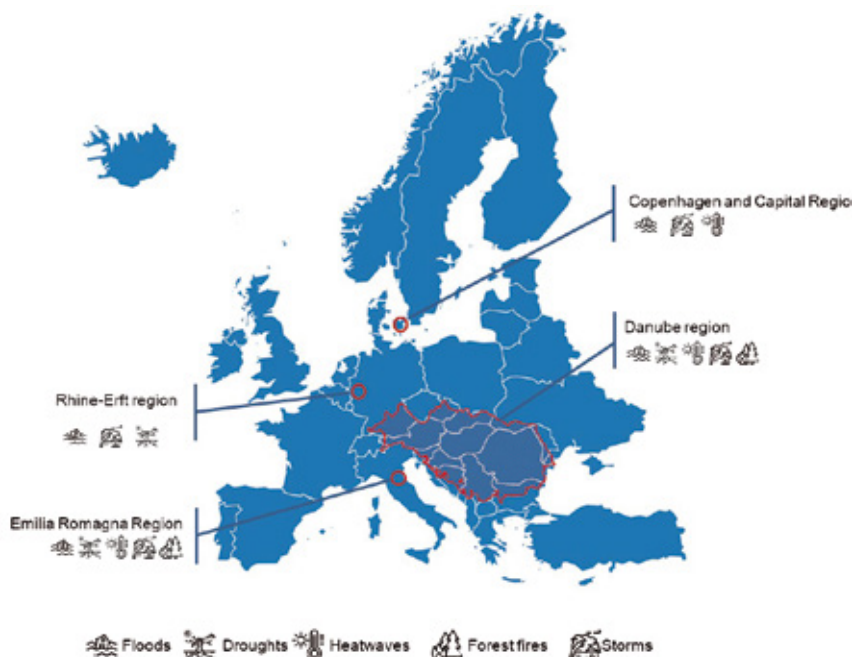 Copenhagen and Capital Regio
Danube region
Rhine-Erft region
Emilia Romagna Region
Floods Droughts Heatwaves Forest fires Storms